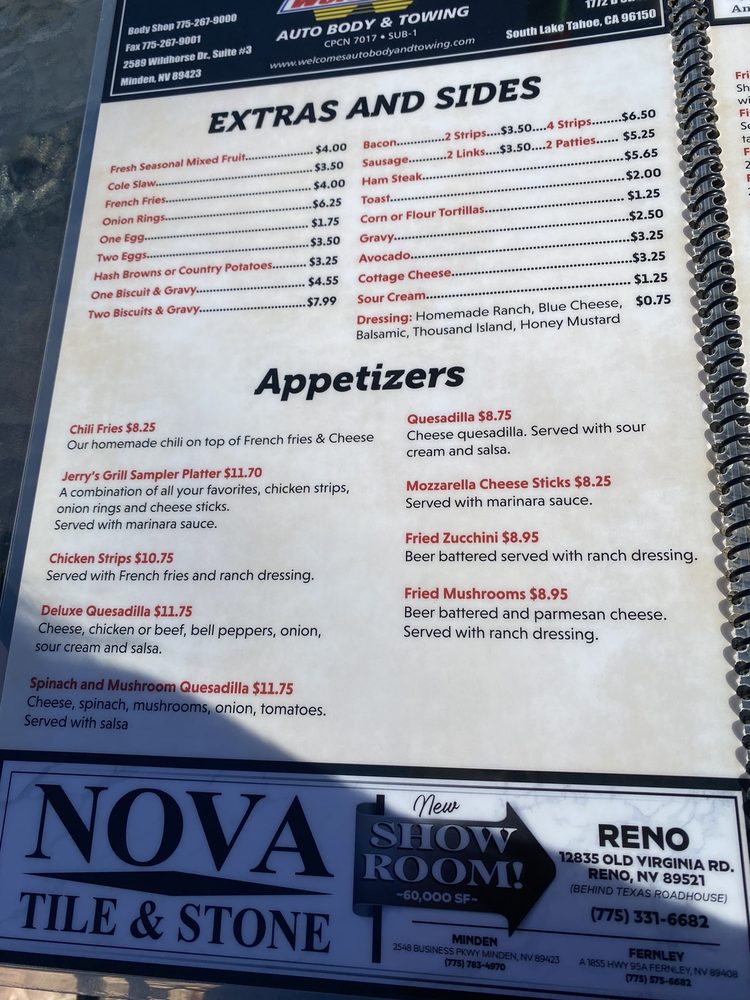 Body Shop 775-267-9000
Fax 775-267-9001
2589 Wildhorse Dr., Suite #3
Minden, NV 89423
AUTO BODY & TOWING
CPCN 7017 • SUB-1
www.welcomesautobodyandtowing.com
South Lake Tahoe, CA 96150
EXTRAS AND SIDES
Fresh Seasonal Mixed Fruit $4.00
Cole Slaw $3.50
French Fries $4.00
Onion Rings $6.25
One Egg $1.75
Two Eggs $3.50
Hash Browns or Country Potatoes $3.25
One Biscuit & Gravy $4.55
Two Biscuits & Gravy $7.99
Bacon 2 Strips $3.50 4 Strips $6.50
Sausage 2 Links $3.50 2 Patties $5.25
Ham Steak $5.65
Toast $2.00
Corn or Flour Tortillas $1.25
Gravy $2.50
Avocado $3.25
Cottage Cheese $3.25
Sour Cream $1.25
Dressing: Homemade Ranch, Blue Cheese, $0.75
Balsamic, Thousand Island, Honey Mustard
Appetizers
Chili Fries $8.25
Our homemade chili on top of French fries & Cheese
Jerry's Grill Sampler Platter $11.70
A combination of all your favorites, chicken strips,
onion rings and cheese sticks.
Served with marinara sauce.
Chicken Strips $10.75
Served with French fries and ranch dressing.
Deluxe Quesadilla $11.75
Cheese, chicken or beef, bell peppers, onion,
sour cream and salsa.
Spinach and Mushroom Quesadilla $11.75
Cheese, spinach, mushrooms, onion, tomatoes.
Served with salsa
Quesadilla $8.75
Cheese quesadilla. Served with sour
cream and salsa.
Mozzarella Cheese Sticks $8.25
Served with marinara sauce.
Fried Zucchini $8.95
Beer battered served with ranch dressing.
Fried Mushrooms $8.95
Beer battered and parmesan cheese.
Served with ranch dressing.
NOVA
TILE & STONE
New
SHOW
ROOM!
~60,000 SF~
RENO
12835 OLD VIRGINIA RD.
RENO, NV 89521
(BEHIND TEXAS ROADHOUSE)
(775) 331-6682
MINDEN
2548 BUSINESS PKWY MINDEN, NV 89423
(775) 783-4970
FERNLEY
A 1855 HWY 95A FERNLEY, NV 89408
(775) 575-6682